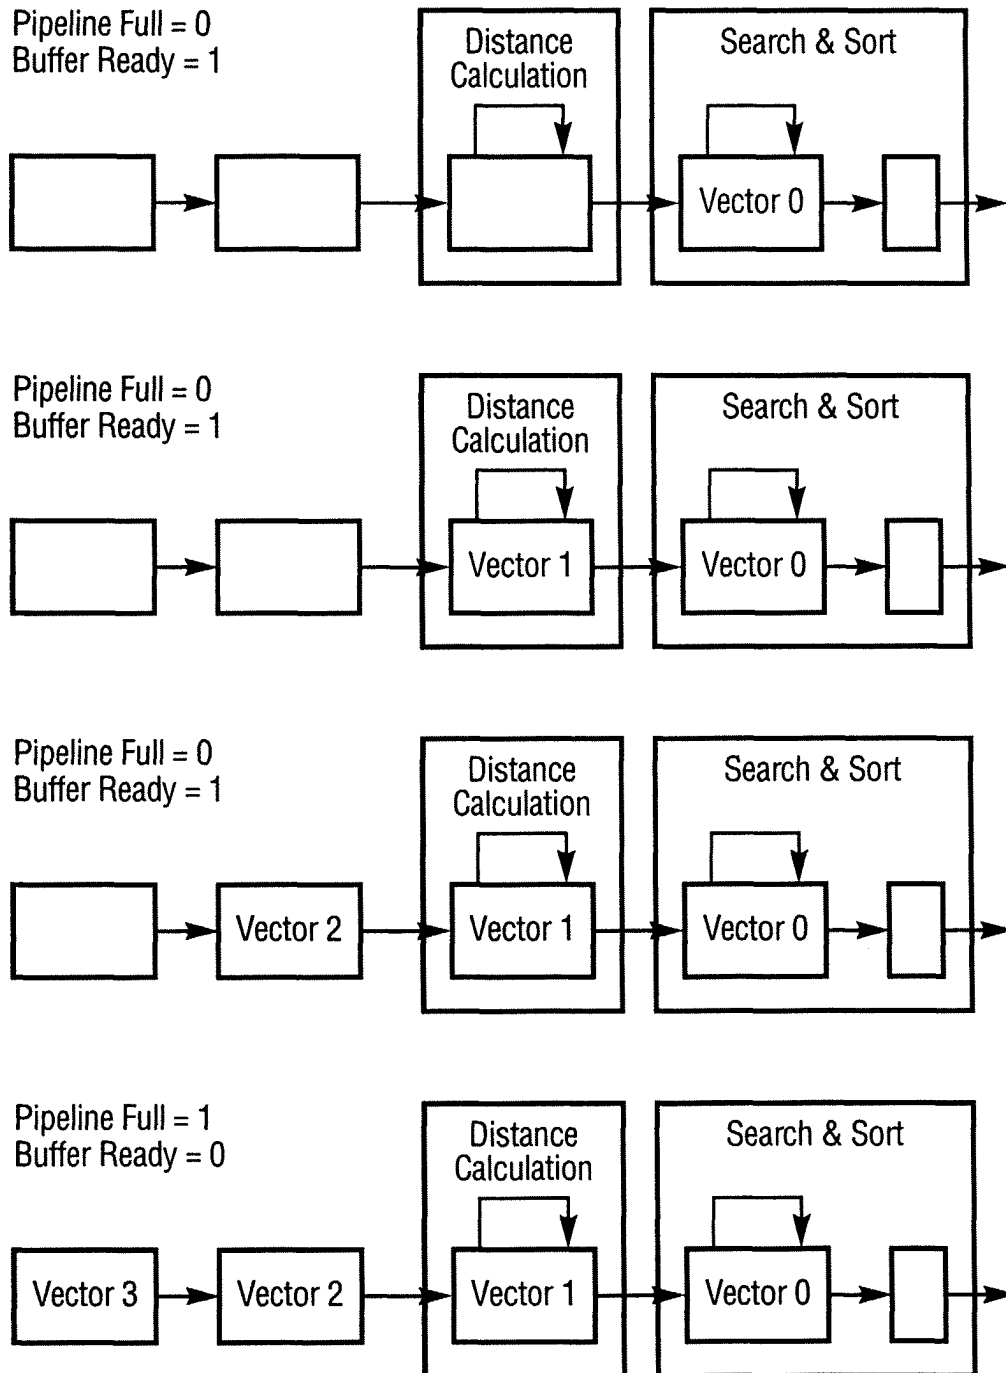 Pipeline Full = 0
Buffer Ready = 1
Distance
Calculation
Search & Sort
Vector 0
Pipeline Full = 0
Buffer Ready = 1
Distance
Calculation
Search & Sort
Vector 1
Vector 0
Pipeline Full = 0
Buffer Ready = 1
Distance
Calculation
Search & Sort
Vector 2
Vector 1
Vector 0
Pipeline Full = 1
Buffer Ready = 0
Distance
Calculation
Search & Sort
Vector 3
Vector 2
Vector 1
Vector 0